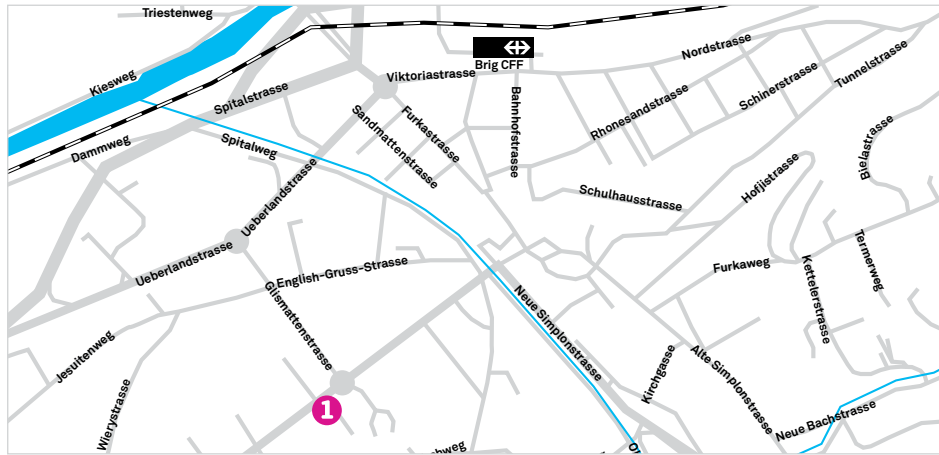 Triestenweg
Nordstrasse
Brig CFF
Kiesweg
Viktoriastrasse
Tunnelstrasse
Schinerstrasse
Spitalstrasse
Rhonesandstrasse
Bahnhofstrasse
Furkastrasse
Sandmattenstrasse
Dammweg
Spitalweg
Bielastrasse
Hofjistrasse
Schulhausstrasse
Ueberlandstrasse
Ueberlandstrasse
English-Gruss-Strasse
Furkaweg
Termerweg
Kettelerstrasse
Glismattenstrasse
Neue Simplonstrasse
Jesuitenweg
Kirchgasse
Alte Simplonstrasse
Wierystrasse
1
Neue Bachstrasse